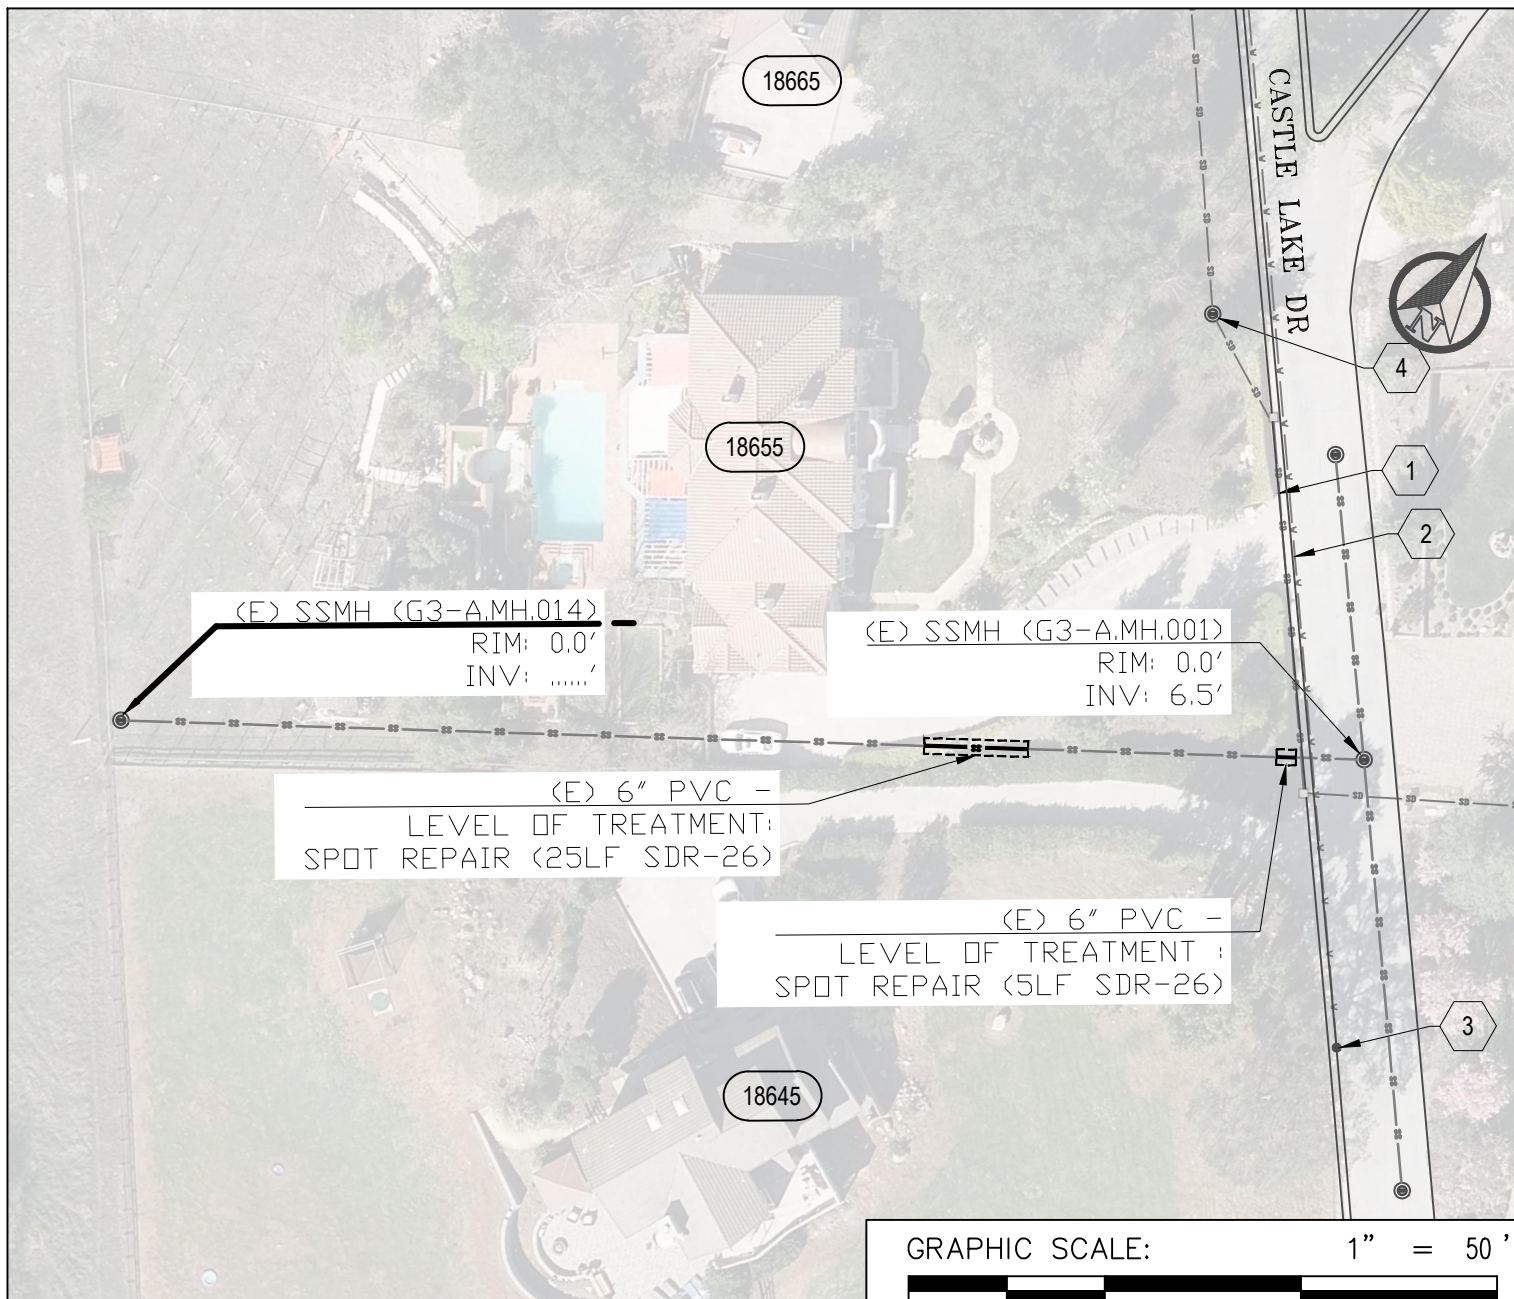 18665
CASTLE LAKE DR
N
4
18655
1
2
(E) SSMH (G3-A.MH.014)
RIM: 0.0'
INV: ......'
(E) SSMH (G3-A.MH.001)
RIM: 0.0'
INV: 6.5'
(E) 6" PVC -
LEVEL OF TREATMENT:
SPOT REPAIR (25LF SDR-26)
(E) 6" PVC -
LEVEL OF TREATMENT :
SPOT REPAIR (5LF SDR-26)
3
18645
GRAPHIC SCALE: 1" = 50 '